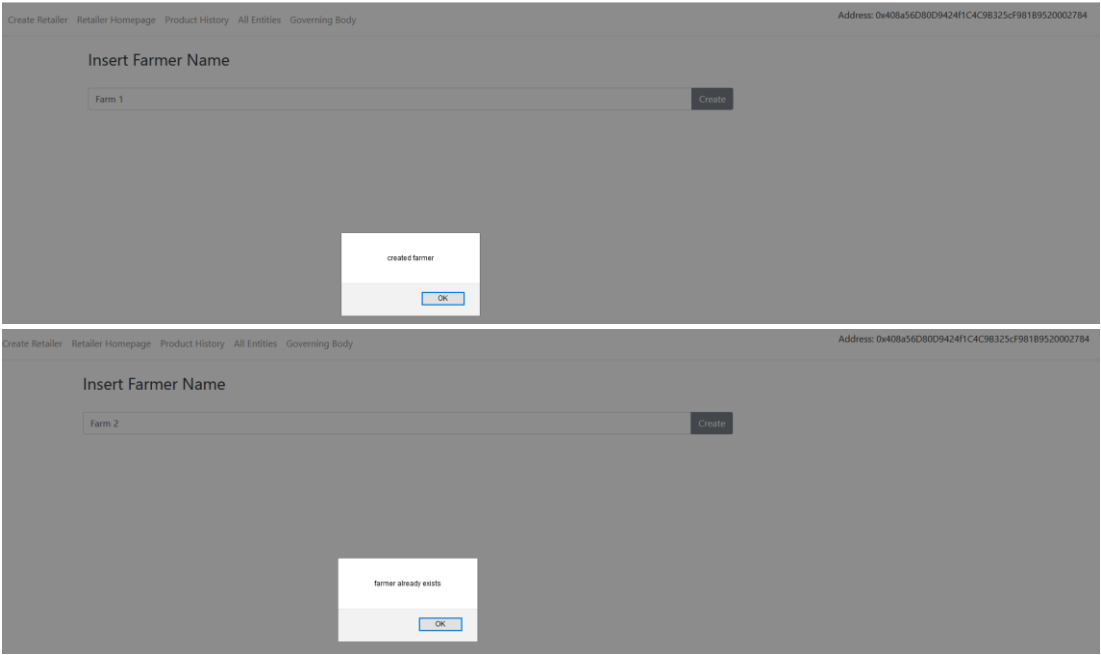 Create Retailer Retailer Homepage Product History All Entities Governing Body Address: 0x408a56D80D9424f1C4C9B325cF981B9520002784
Insert Farmer Name
Farm 1 Create
created farmer
OK
Create Retailer Retailer Homepage Product History All Entities Governing Body Address: 0x408a56D80D9424f1C4C9B325cF981B9520002784
Insert Farmer Name
Farm 2 Create
farmer already exists
OK